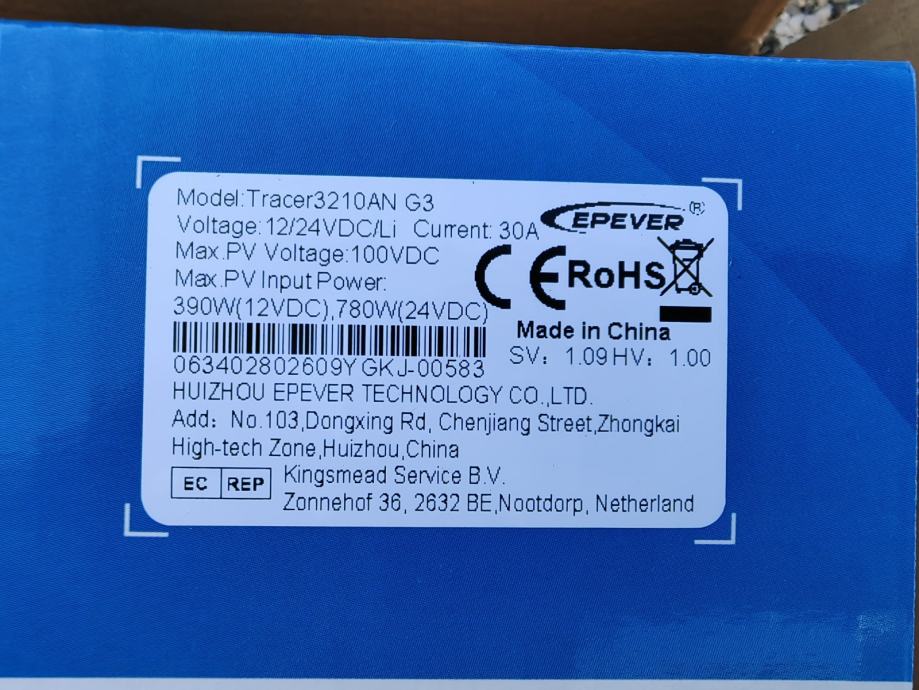 Model:Tracer3210AN G3
Voltage:12/24VDC/Li Current: 30A
EPEVER ®
Max.PV Voltage:100VDC
Max.PV Input Power:
390W(12VDC),780W(24VDC)
CE RoHS
Made in China
SV: 1.09 HV: 1.00
063402802609YGKJ-00583
HUIZHOU EPEVER TECHNOLOGY CO.,LTD.
Add: No.103,Dongxing Rd, Chenjiang Street,Zhongkai
High-tech Zone,Huizhou,China
EC REP
Kingsmead Service B.V.
Zonnehof 36, 2632 BE,Nootdorp, Netherland